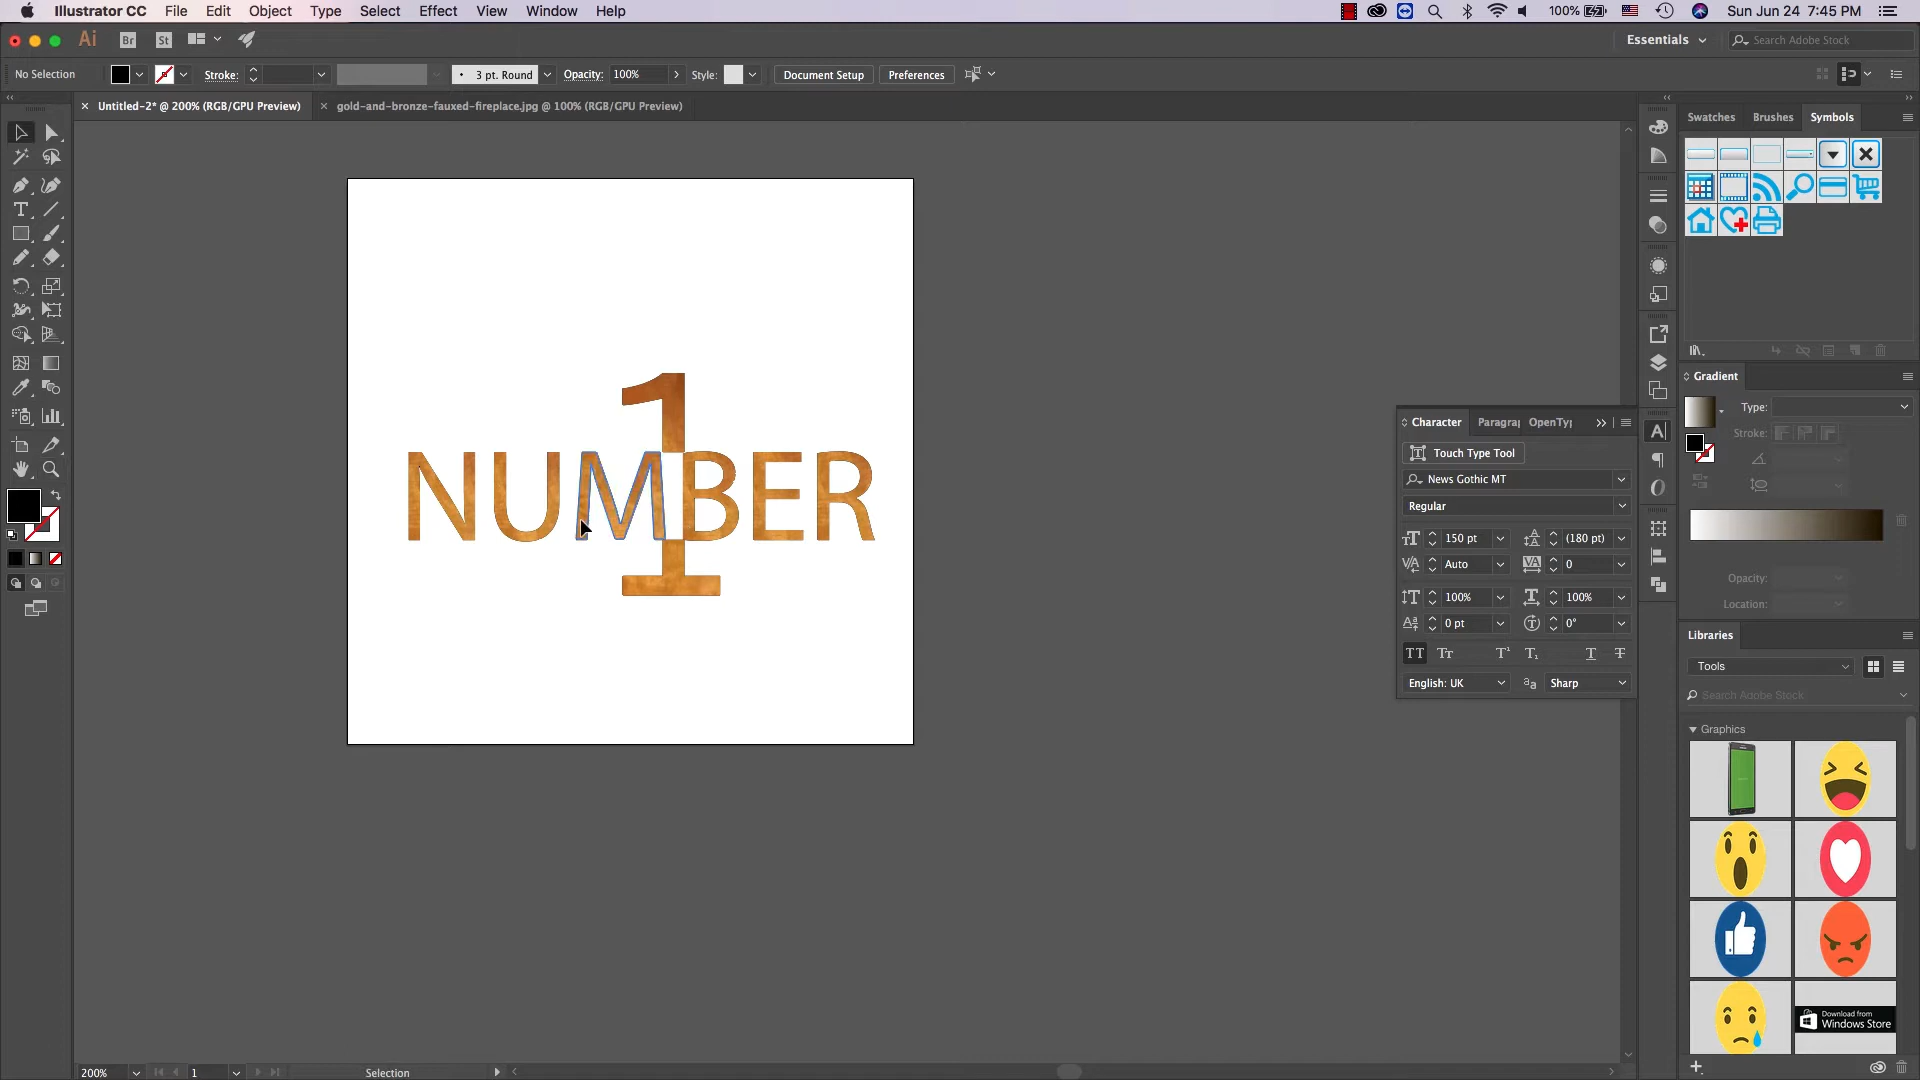 Illustrator CC File Edit Object Type Select Effect View Window Help
100% Sun Jun 24 7:45 PM
Ai Br St Essentials Search Adobe Stock
No Selection Stroke: 3 pt. Round Opacity: 100% Style: Document Setup Preferences
× Untitled-2* @ 200% (RGB/GPU Preview) × gold-and-bronze-fauxed-fireplace.jpg @ 100% (RGB/GPU Preview)
Swatches Brushes Symbols
1
NUMBER
Gradient
Type:
Stroke:
Opacity:
Location:
Character Paragraph OpenTyp
Touch Type Tool
News Gothic MT
Regular
150 pt (180 pt)
Auto 0
100% 100%
0 pt 0°
English: UK Sharp
Libraries
Tools
Search Adobe Stock
Graphics
Download from
Windows Store
200% 1 Selection